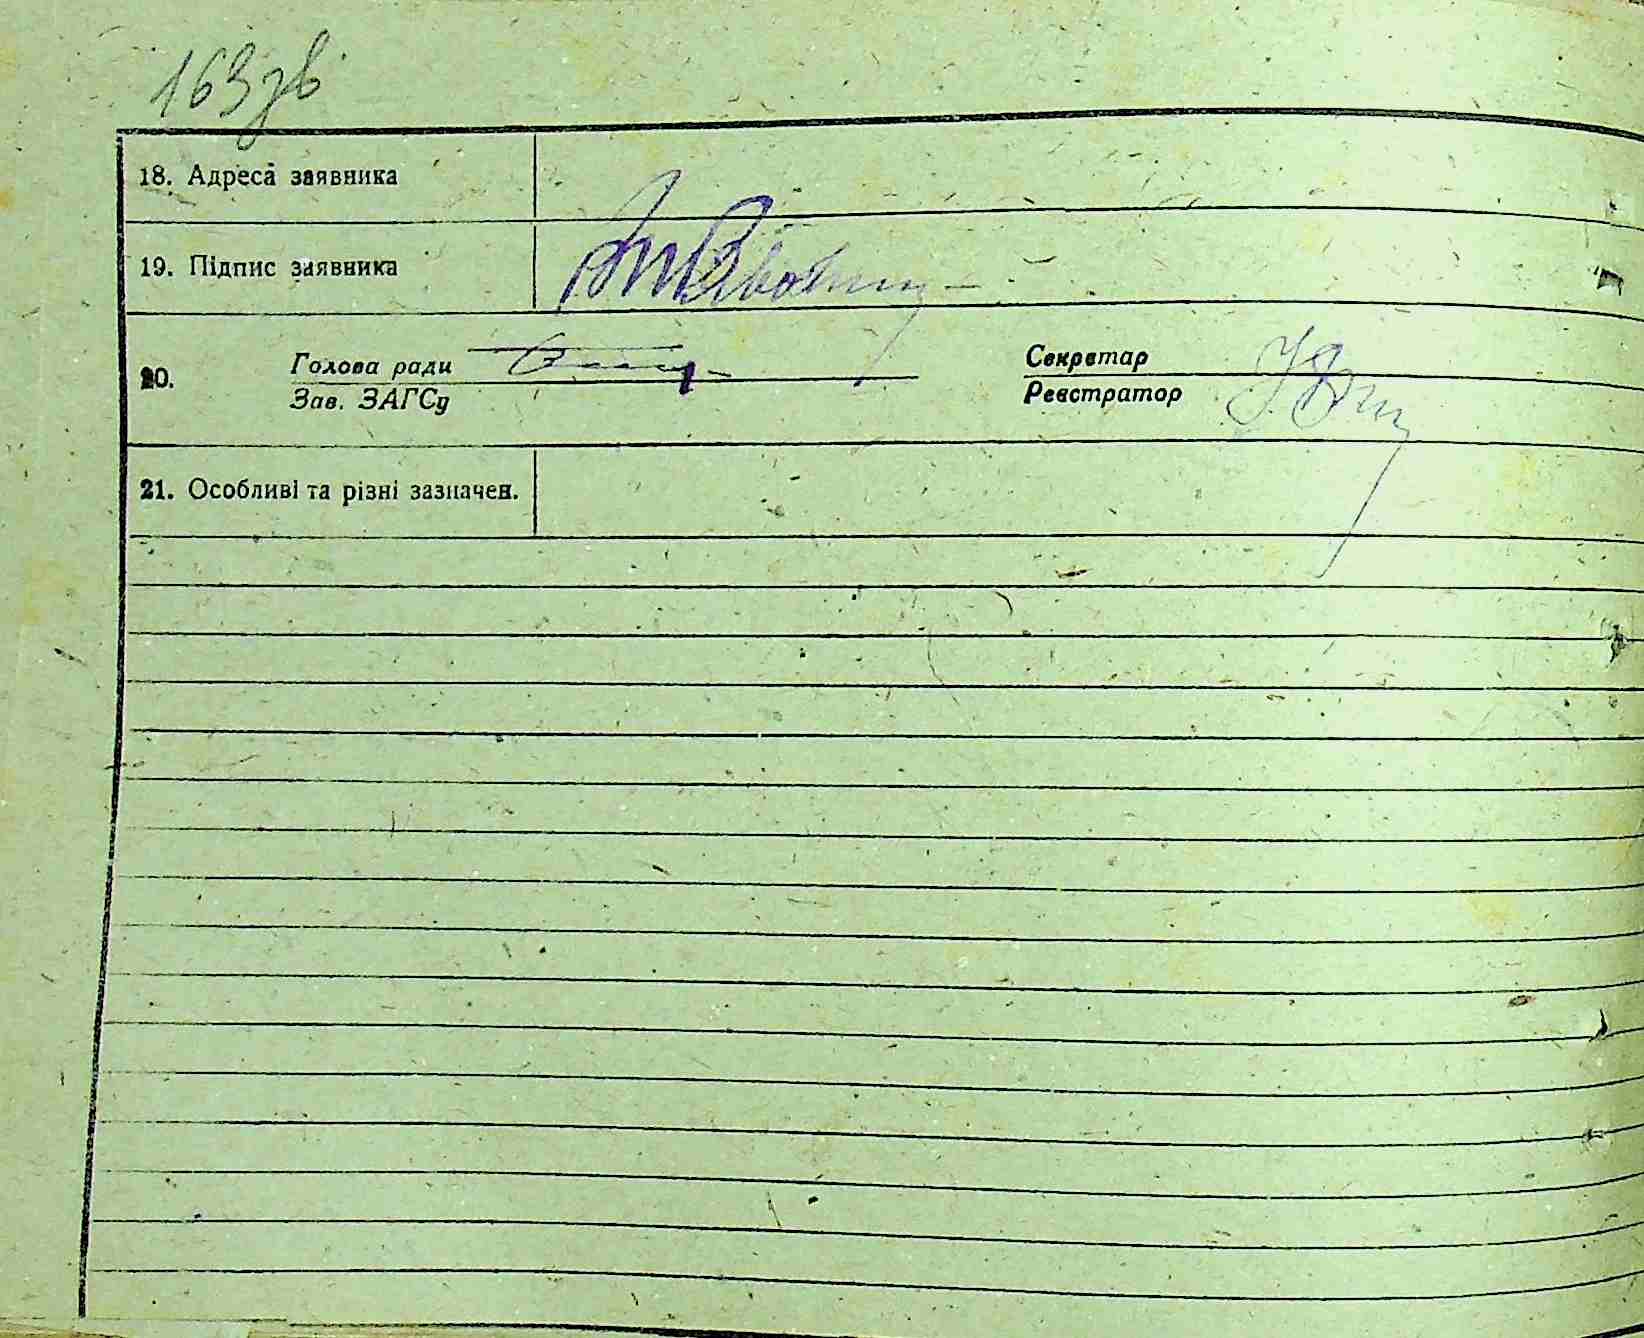 163зв
18. Адреса заявника
19. Підпис заявника
20. Голова ради
Зав. ЗАГСу
Секретар
Реєстратор
21. Особливі та різні зазначен.